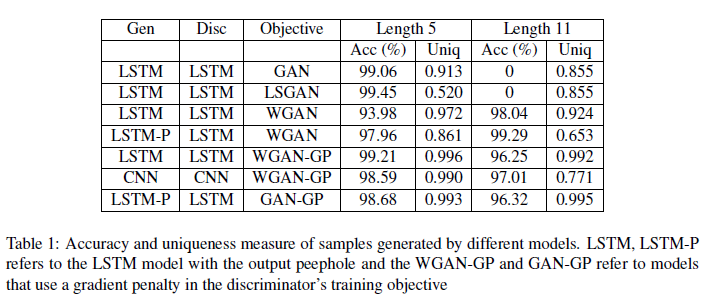 Gen Disc Objective Length 5 Length 11
Acc (%) Uniq Acc (%) Uniq
LSTM LSTM GAN 99.06 0.913 0 0.855
LSTM LSTM LSGAN 99.45 0.520 0 0.855
LSTM LSTM WGAN 93.98 0.972 98.04 0.924
LSTM-P LSTM WGAN 97.96 0.861 99.29 0.653
LSTM LSTM WGAN-GP 99.21 0.996 96.25 0.992
CNN CNN WGAN-GP 98.59 0.990 97.01 0.771
LSTM-P LSTM GAN-GP 98.68 0.993 96.32 0.995
Table 1: Accuracy and uniqueness measure of samples generated by different models. LSTM, LSTM-P
refers to the LSTM model with the output peephole and the WGAN-GP and GAN-GP refer to models
that use a gradient penalty in the discriminator's training objective